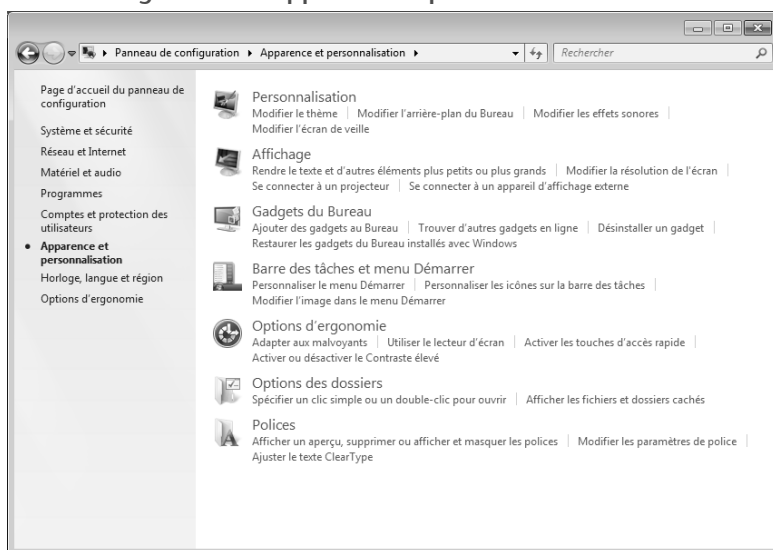 Panneau de configuration ▸ Apparence et personnalisation ▸
Rechercher
Page d'accueil du panneau de
configuration
Système et sécurité
Réseau et Internet
Matériel et audio
Programmes
Comptes et protection des
utilisateurs
Apparence et
personnalisation
Horloge, langue et région
Options d'ergonomie
Personnalisation
Modifier le thème | Modifier l'arrière-plan du Bureau | Modifier les effets sonores |
Modifier l'écran de veille
Affichage
Rendre le texte et d'autres éléments plus petits ou plus grands | Modifier la résolution de l'écran |
Se connecter à un projecteur | Se connecter à un appareil d'affichage externe
Gadgets du Bureau
Ajouter des gadgets au Bureau | Trouver d'autres gadgets en ligne | Désinstaller un gadget |
Restaurer les gadgets du Bureau installés avec Windows
Barre des tâches et menu Démarrer
Personnaliser le menu Démarrer | Personnaliser les icônes sur la barre des tâches |
Modifier l'image dans le menu Démarrer
Options d'ergonomie
Adapter aux malvoyants | Utiliser le lecteur d'écran | Activer les touches d'accès rapide |
Activer ou désactiver le Contraste élevé
Options des dossiers
Spécifier un clic simple ou un double-clic pour ouvrir | Afficher les fichiers et dossiers cachés
Polices
Afficher un aperçu, supprimer ou afficher et masquer les polices | Modifier les paramètres de police |
Ajuster le texte ClearType